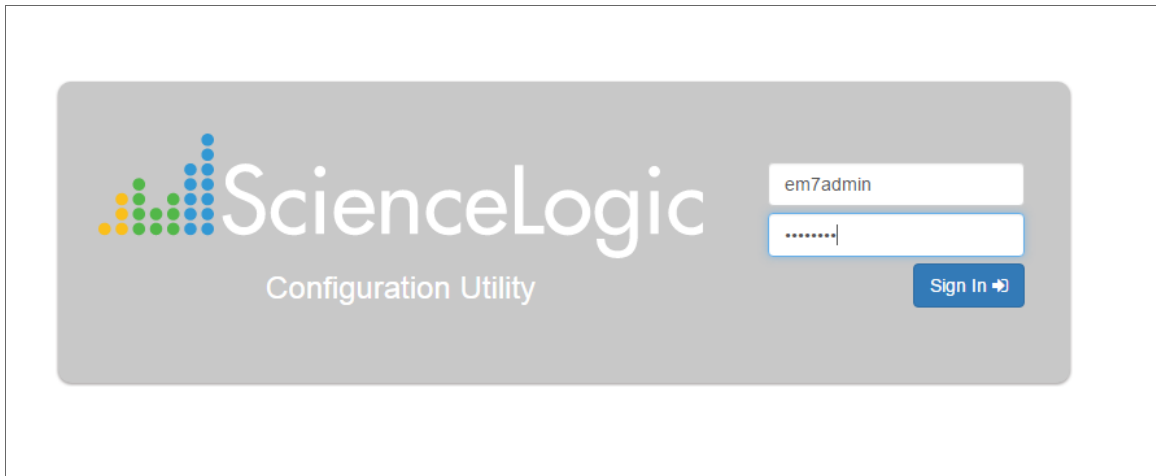 ScienceLogic
Configuration Utility
em7admin
••••••••
Sign In